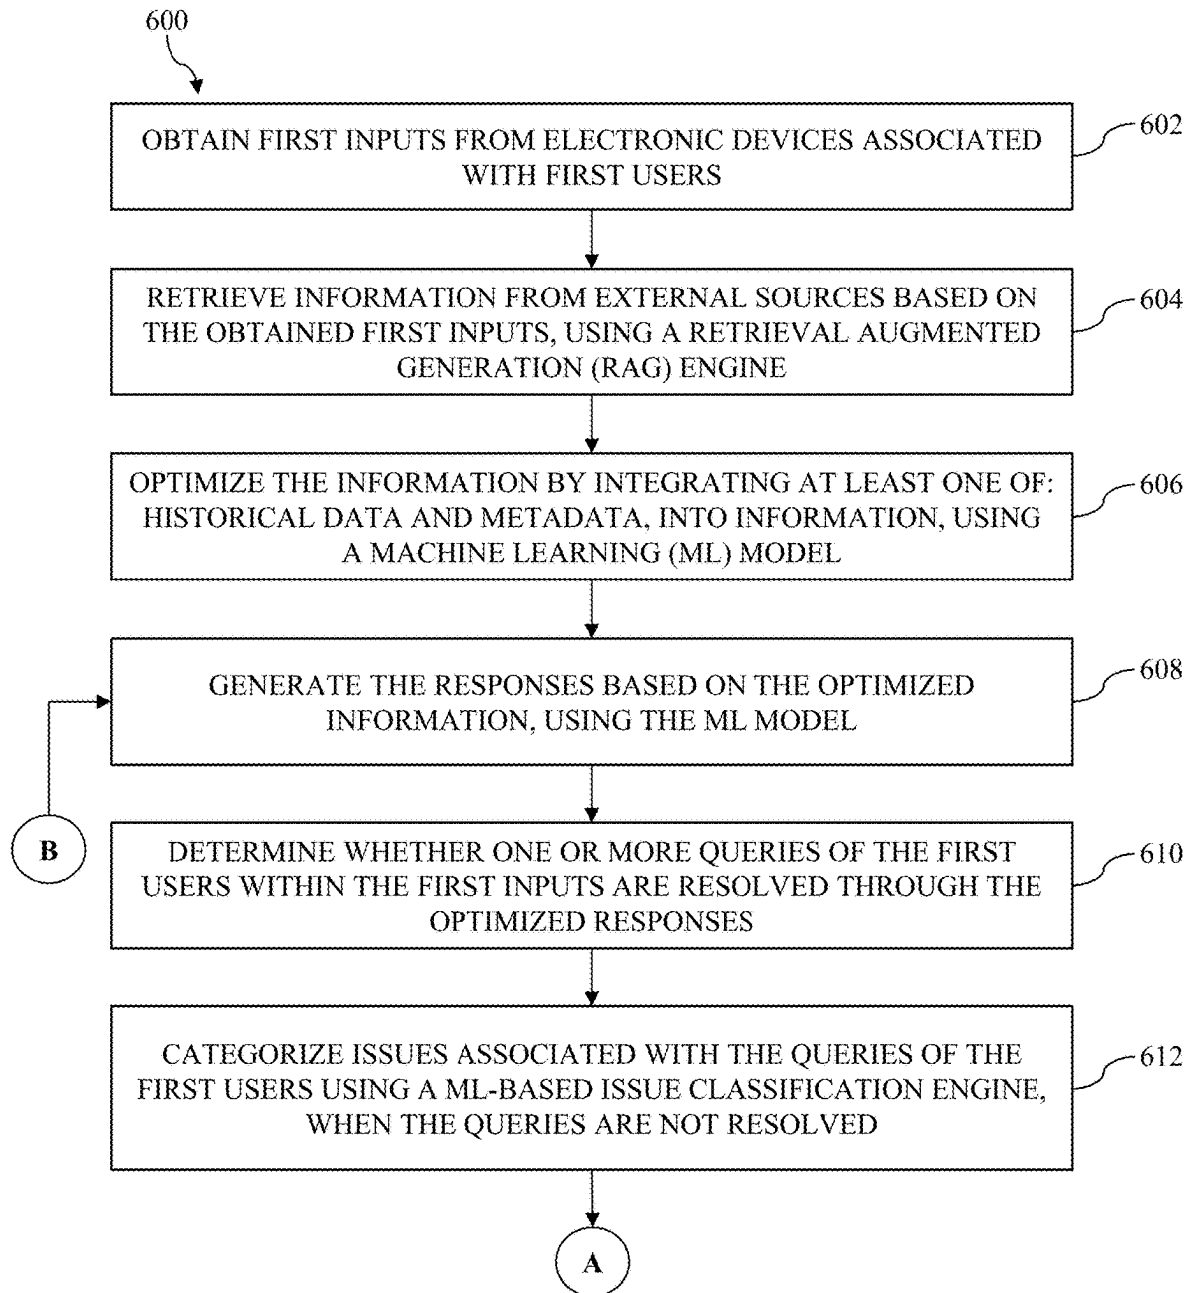 600
OBTAIN FIRST INPUTS FROM ELECTRONIC DEVICES ASSOCIATED
WITH FIRST USERS
602
RETRIEVE INFORMATION FROM EXTERNAL SOURCES BASED ON
THE OBTAINED FIRST INPUTS, USING A RETRIEVAL AUGMENTED
GENERATION (RAG) ENGINE
604
OPTIMIZE THE INFORMATION BY INTEGRATING AT LEAST ONE OF:
HISTORICAL DATA AND METADATA, INTO INFORMATION, USING
A MACHINE LEARNING (ML) MODEL
606
GENERATE THE RESPONSES BASED ON THE OPTIMIZED
INFORMATION, USING THE ML MODEL
608
B
DETERMINE WHETHER ONE OR MORE QUERIES OF THE FIRST
USERS WITHIN THE FIRST INPUTS ARE RESOLVED THROUGH THE
OPTIMIZED RESPONSES
610
CATEGORIZE ISSUES ASSOCIATED WITH THE QUERIES OF THE
FIRST USERS USING A ML-BASED ISSUE CLASSIFICATION ENGINE,
WHEN THE QUERIES ARE NOT RESOLVED
612
A